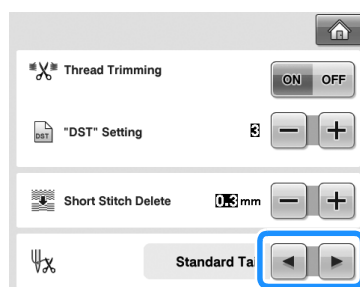 Thread Trimming
ON OFF
DST
"DST" Setting
3
Short Stitch Delete
0.3 mm
Standard Ta